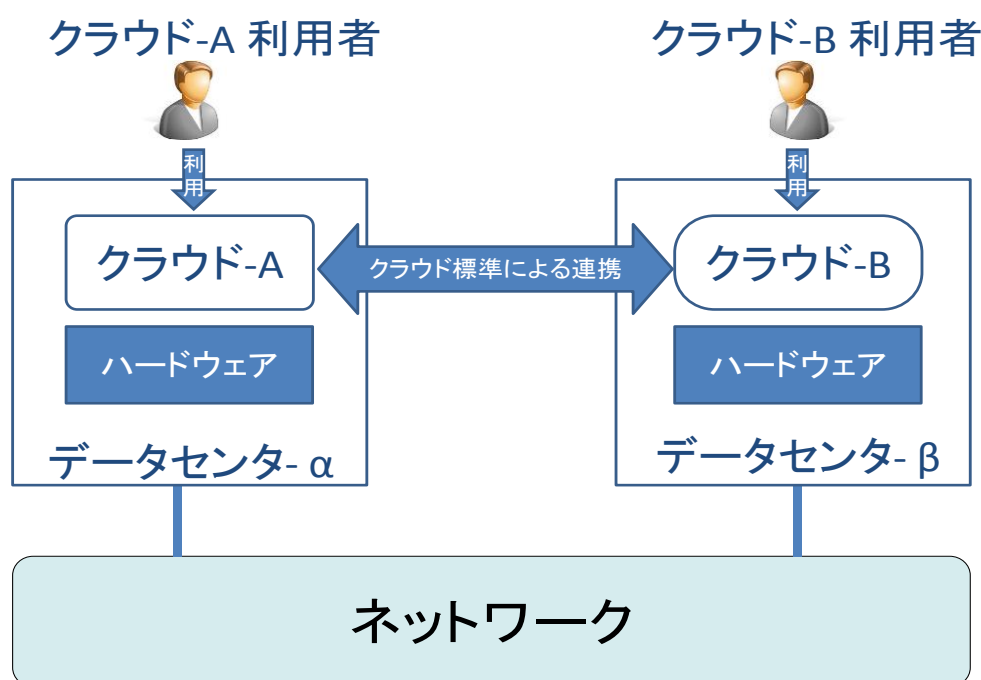 クラウド-A 利用者
クラウド-B 利用者
利用
利用
クラウド-A
クラウド標準による連携
クラウド-B
ハードウェア
ハードウェア
データセンタ- α
データセンタ- β
ネットワーク